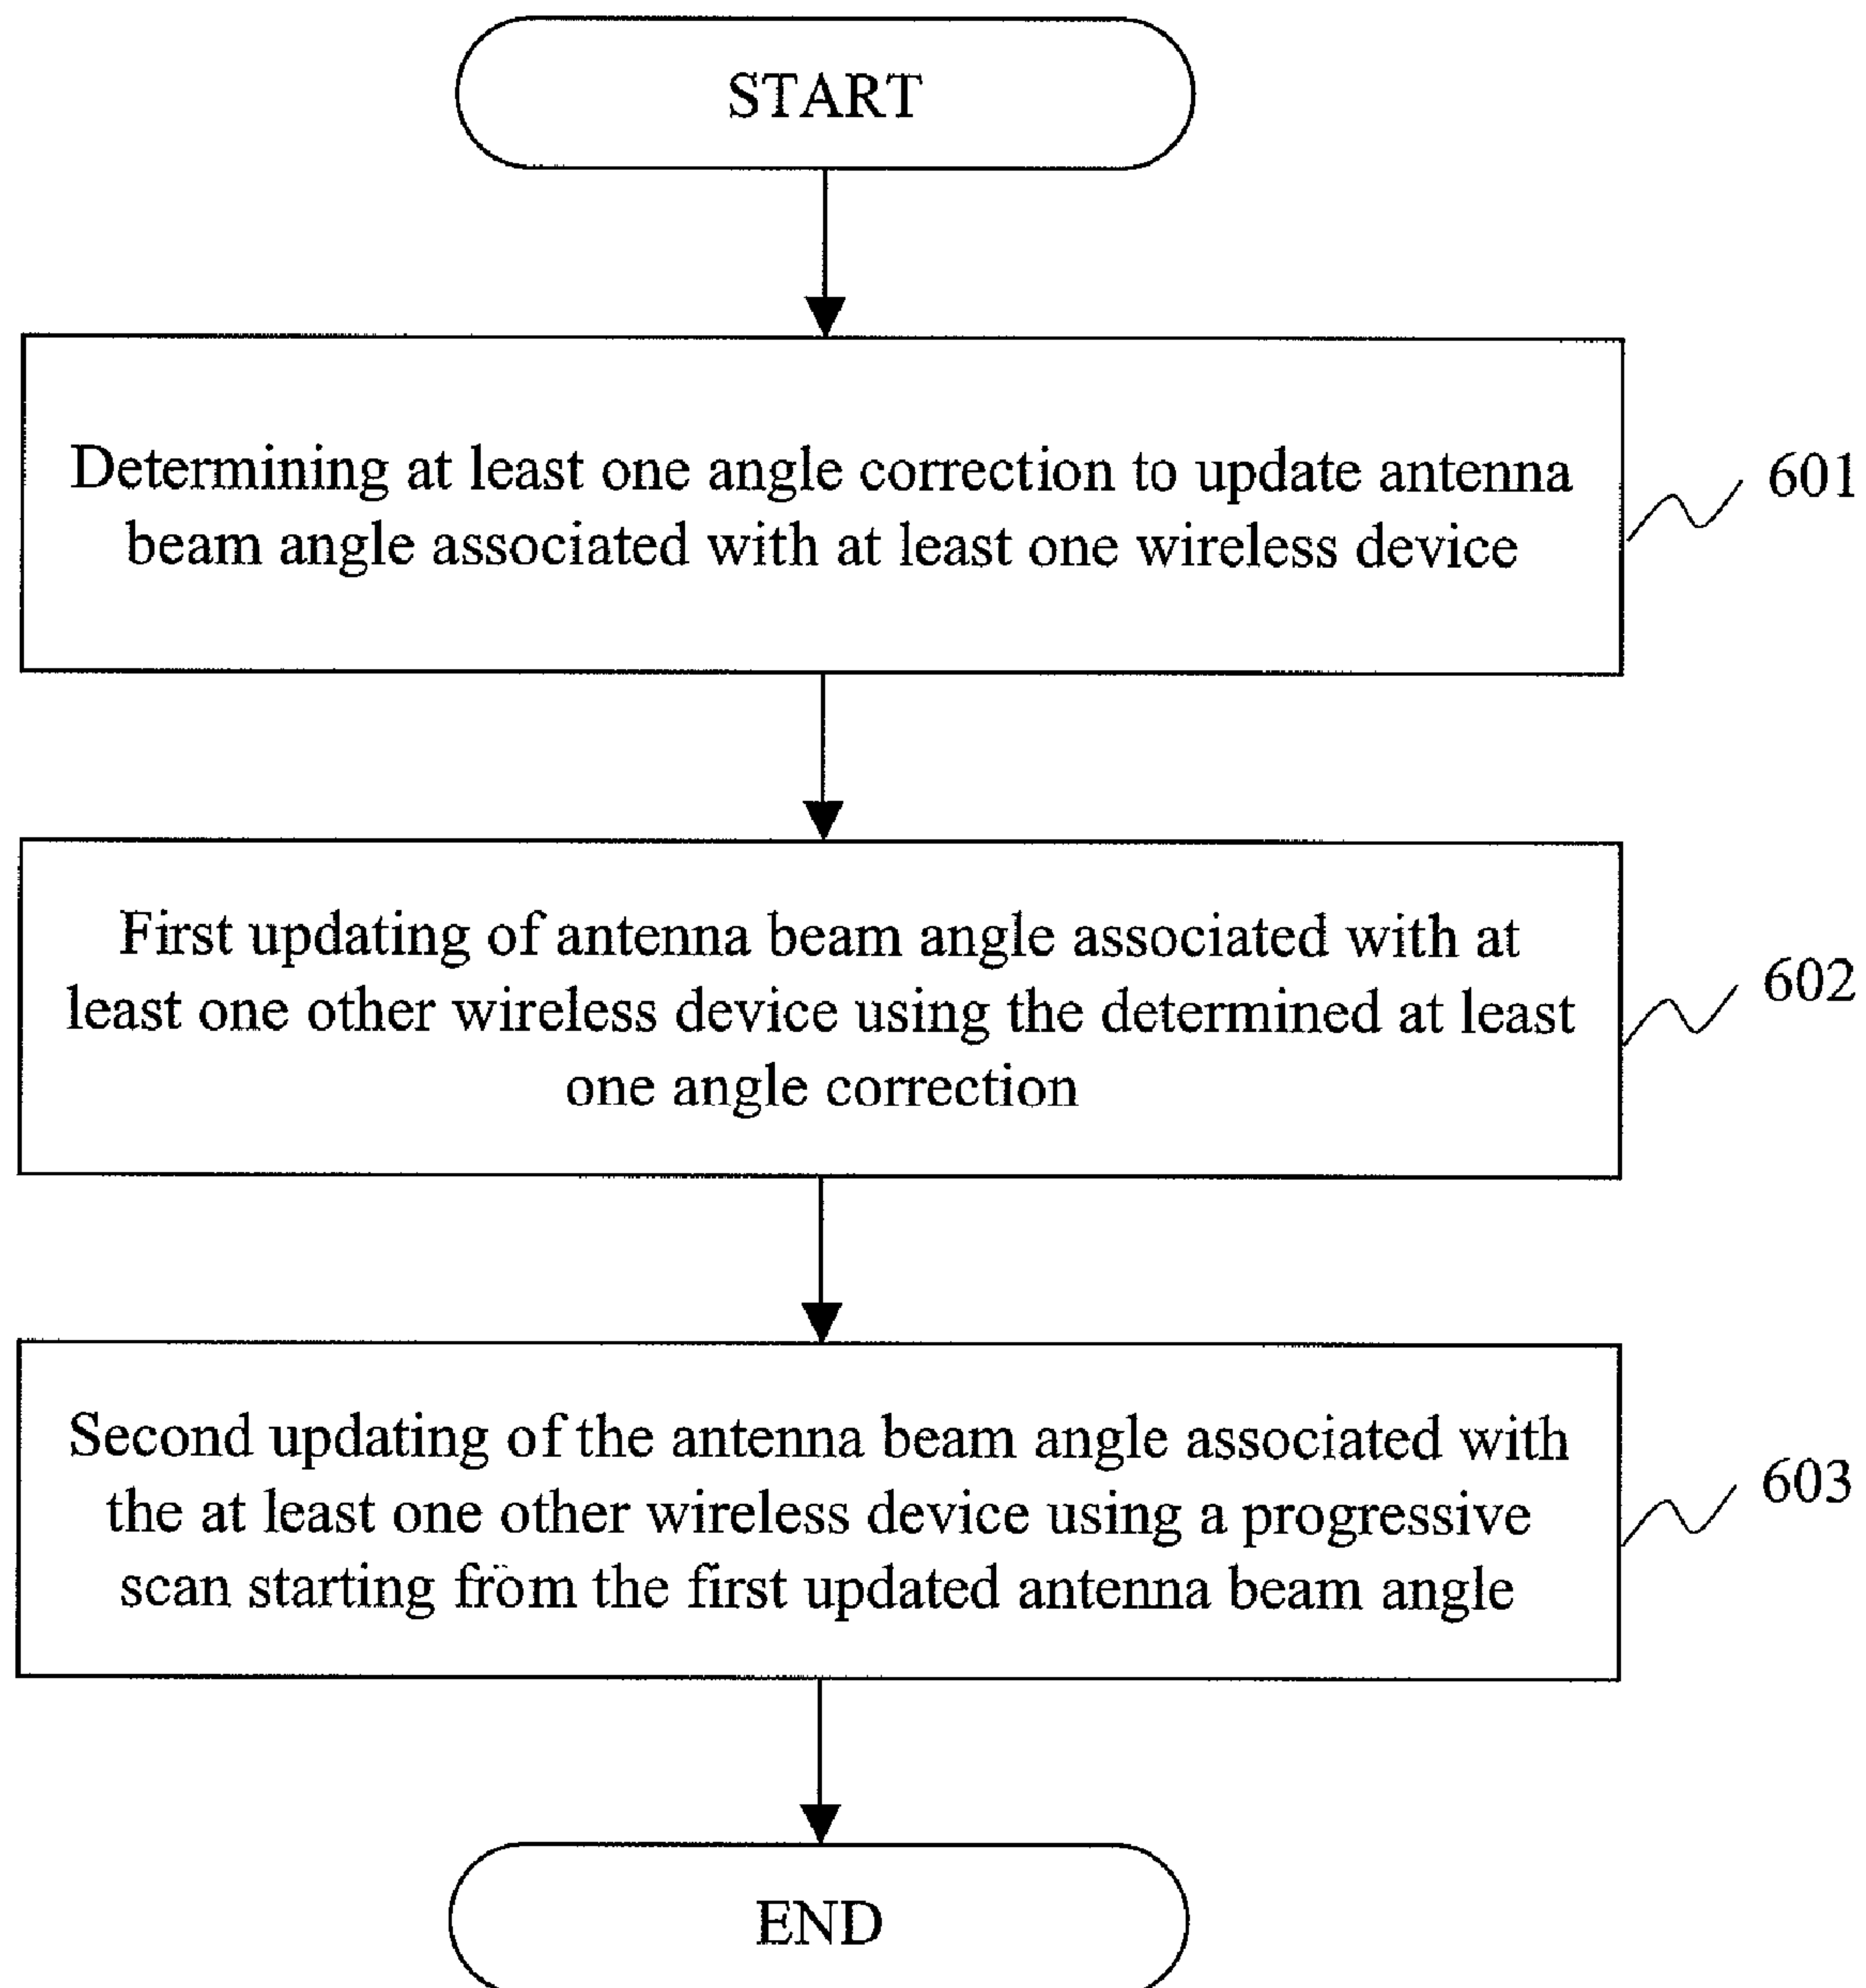 START
Determining at least one angle correction to update antenna
beam angle associated with at least one wireless device
601
First updating of antenna beam angle associated with at
least one other wireless device using the determined at least
one angle correction
602
Second updating of the antenna beam angle associated with
the at least one other wireless device using a progressive
scan starting from the first updated antenna beam angle
603
END